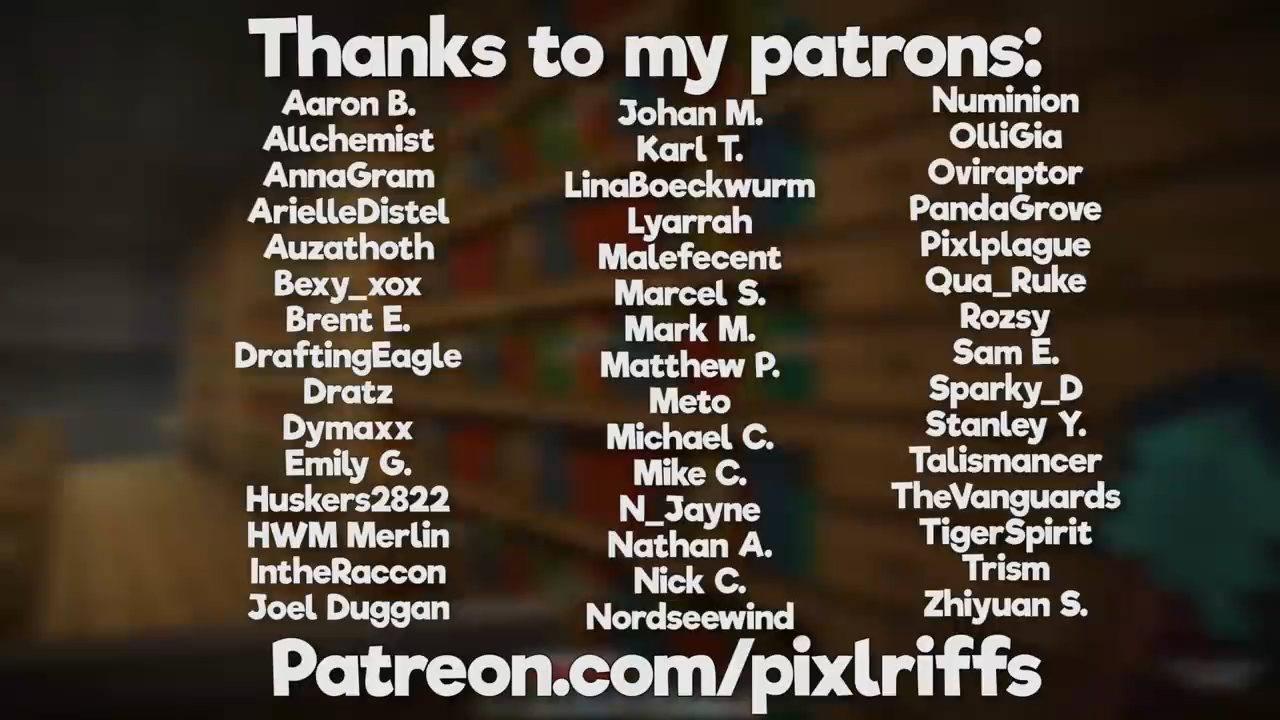 Thanks to my patrons:
Aaron B.
Allchemist
AnnaGram
ArielleDistel
Auzathoth
Bexy_xox
Brent E.
DraftingEagle
Dratz
Dymaxx
Emily G.
Huskers2822
HWM Merlin
IntheRaccon
Joel Duggan
Johan M.
Karl T.
LinaBoeckwurm
Lyarrah
Malefecent
Marcel S.
Mark M.
Matthew P.
Meto
Michael C.
Mike C.
N_Jayne
Nathan A.
Nick C.
Nordseewind
Numinion
OlliGia
Oviraptor
PandaGrove
Pixlplague
Qua_Ruke
Rozsy
Sam E.
Sparky_D
Stanley Y.
Talismancer
TheVanguards
TigerSpirit
Trism
Zhiyuan S.
Patreon.com/pixlriffs